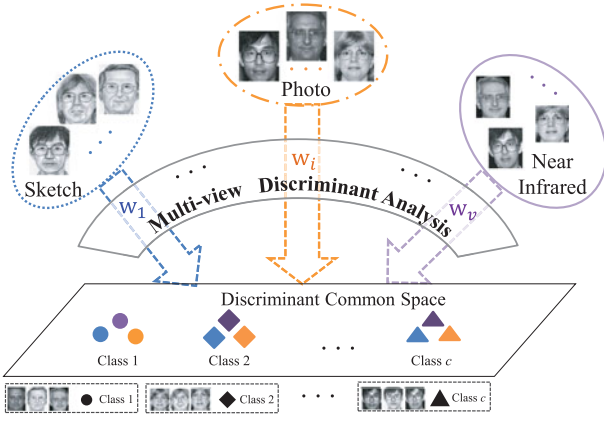 Photo
Sketch
Near
Infrared
w1
wi
wv
Multi-view Discriminant Analysis
Discriminant Common Space
Class 1
Class 2
Class c
Class 1
Class 2
Class c